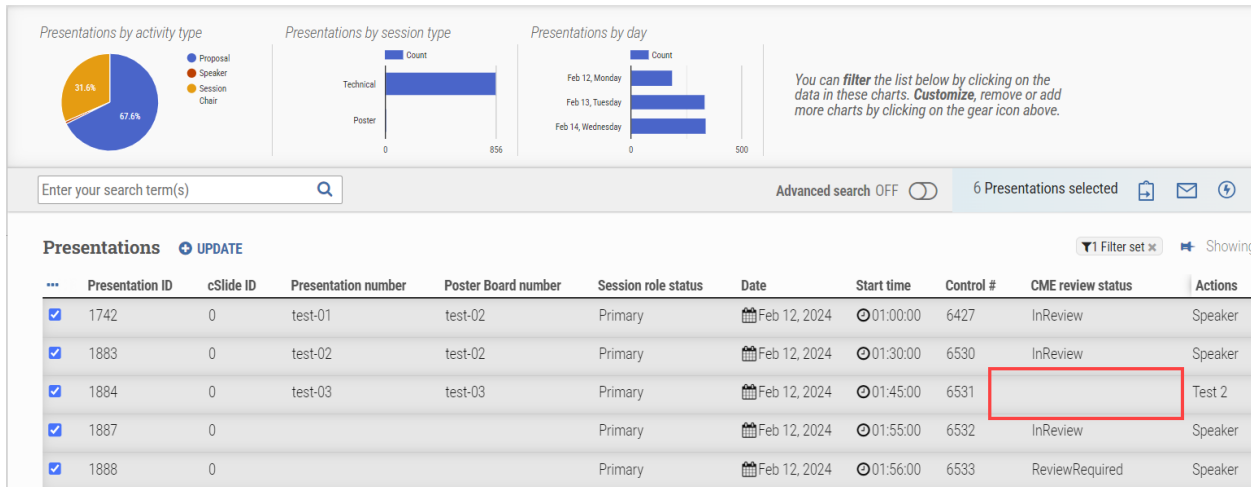 Presentations by activity type
Proposal
Speaker
Session
Chair
31.6%
67.6%
Presentations by session type
Count
Technical
Poster
0 856
Presentations by day
Count
Feb 12, Monday
Feb 13, Tuesday
Feb 14, Wednesday
0 500
You can filter the list below by clicking on the
data in these charts. Customize, remove or add
more charts by clicking on the gear icon above.
Enter your search term(s) Advanced search OFF 6 Presentations selected
Presentations UPDATE 1 Filter set × Showing
... Presentation ID cSlide ID Presentation number Poster Board number Session role status Date Start time Control # CME review status Actions
1742 0 test-01 test-02 Primary Feb 12, 2024 01:00:00 6427 InReview Speaker
1883 0 test-02 test-02 Primary Feb 12, 2024 01:30:00 6530 InReview Speaker
1884 0 test-03 test-03 Primary Feb 12, 2024 01:45:00 6531 Test 2
1887 0 Primary Feb 12, 2024 01:55:00 6532 InReview Speaker
1888 0 Primary Feb 12, 2024 01:56:00 6533 ReviewRequired Speaker